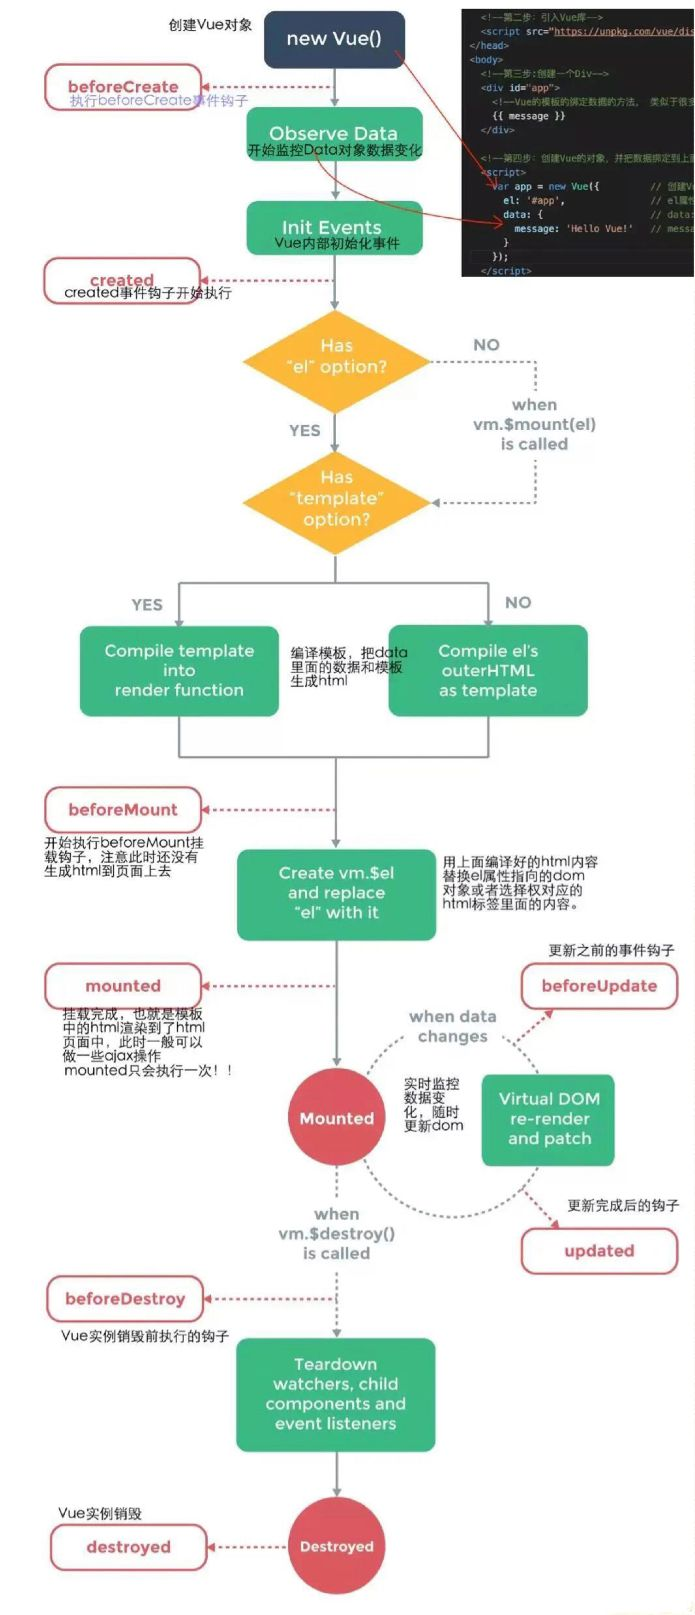 创建Vue对象
new Vue()
<!--第二步：引入Vue库-->
<script src="https://unpkg.com/vue/dis
</head>
<body>
<!--第三步:创建一个Div-->
<div id="app">
<!--Vue的模板的绑定数据的方法， 类似于很多
{{ message }}
</div>
<!--第四步：创建Vue的对象，并把数据绑定到上面
<script>
var app = new Vue({ // 创建V
el: '#app', // el属性
data: { // data:
message: 'Hello Vue!' // messa
}
});
</script>
beforeCreate
执行beforeCreate事件钩子
Observe Data
开始监控Data对象数据变化
Init Events
Vue内部初始化事件
created
created事件钩子开始执行
Has
“el” option?
NO
when
vm.$mount(el)
is called
YES
Has
“template”
option?
YES
NO
Compile template
into
render function
编译模板，把data
里面的数据和模板
生成html
Compile el’s
outerHTML
as template
beforeMount
开始执行beforeMount挂
载钩子，注意此时还没有
生成html到页面上去
Create vm.$el
and replace
“el” with it
用上面编译好的html内容
替换el属性指向的dom
对象或者选择权对应的
html标签里面的内容。
mounted
挂载完成，也就是模板
中的html渲染到了html
页面中，此时一般可以
做一些ajax操作
mounted只会执行一次！！
更新之前的事件钩子
beforeUpdate
when data
changes
实时监控
数据变
化，随时
更新dom
Mounted
Virtual DOM
re-render
and patch
更新完成后的钩子
updated
when
vm.$destroy()
is called
beforeDestroy
Vue实例销毁前执行的钩子
Teardown
watchers, child
components and
event listeners
Vue实例销毁
destroyed
Destroyed